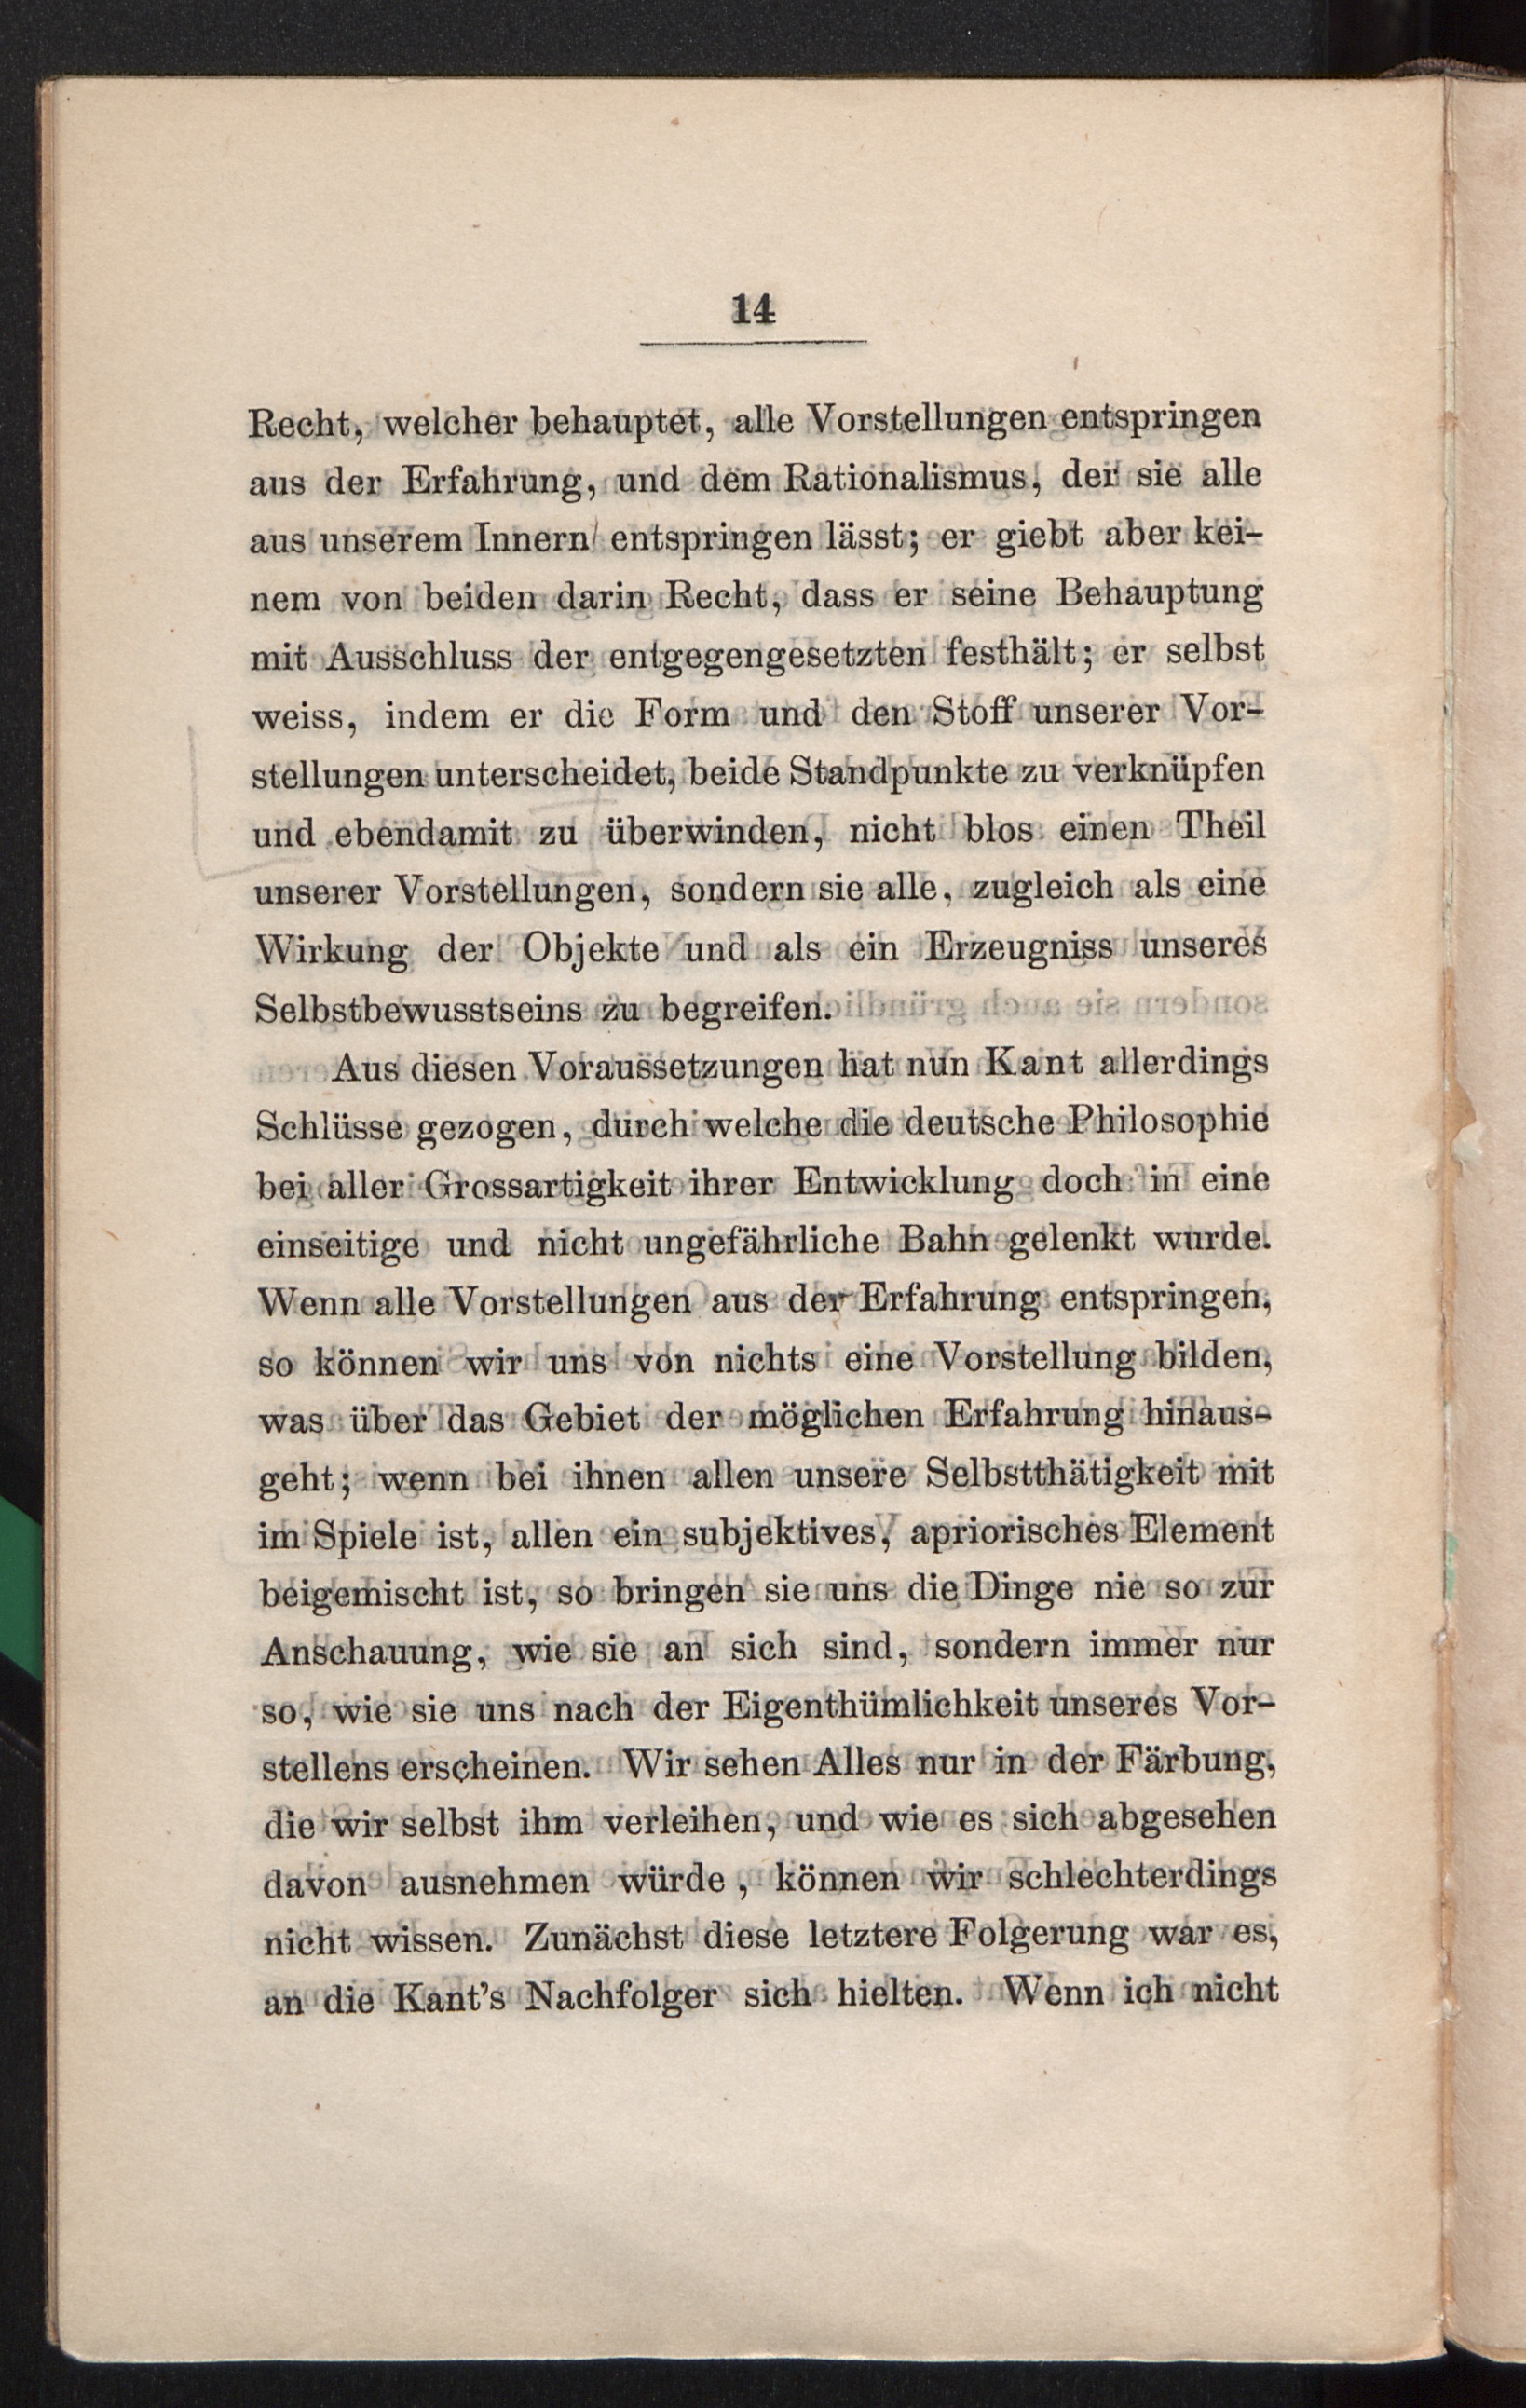 14
Recht, welcher behauptet, alle Vorstellungen entspringen
aus der Erfahrung, und dem Rationalismus, der sie alle
aus unserem Innern entspringen lässt; er giebt aber kei-
nem von beiden darin Recht, dass er seine Behauptung
mit Ausschluss der entgegengesetzten festhält; er selbst
weiss, indem er die Form und den Stoff unserer Vor-
stellungen unterscheidet, beide Standpunkte zu verknüpfen
und ebendamit zu überwinden, nicht blos einen Theil
unserer Vorstellungen, sondern sie alle, zugleich als eine
Wirkung der Objekte und als ein Erzeugniss unseres
Selbstbewusstseins zu begreifen.
Aus diesen Voraussetzungen hat nun Kant allerdings
Schlüsse gezogen, durch welche die deutsche Philosophie
bei aller Grossartigkeit ihrer Entwicklung doch in eine
einseitige und nicht ungefährliche Bahn gelenkt wurde.
Wenn alle Vorstellungen aus der Erfahrung entspringen,
so können wir uns von nichts eine Vorstellung bilden,
was über das Gebiet der möglichen Erfahrung hinaus-
geht; wenn bei ihnen allen unsere Selbstthätigkeit mit
im Spiele ist, allen ein subjektives, apriorisches Element
beigemischt ist, so bringen sie uns die Dinge nie so zur
Anschauung, wie sie an sich sind, sondern immer nur
so, wie sie uns nach der Eigenthümlichkeit unseres Vor-
stellens erscheinen. Wir sehen Alles nur in der Färbung,
die wir selbst ihm verleihen, und wie es sich abgesehen
davon ausnehmen würde, können wir schlechterdings
nicht wissen. Zunächst diese letztere Folgerung war es,
an die Kant's Nachfolger sich hielten. Wenn ich nicht